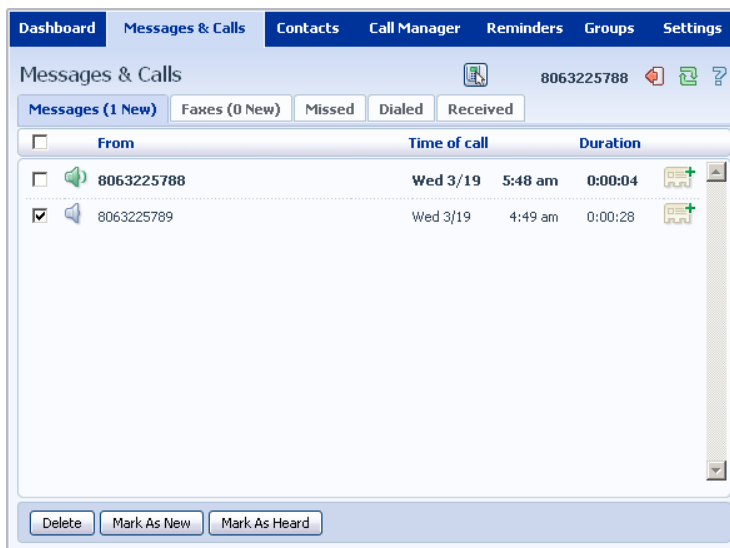 Dashboard Messages & Calls Contacts Call Manager Reminders Groups Settings
Messages & Calls 8063225788 ?
Messages (1 New) Faxes (0 New) Missed Dialed Received
From Time of call Duration
8063225788 Wed 3/19 5:48 am 0:00:04
8063225789 Wed 3/19 4:49 am 0:00:28
Delete Mark As New Mark As Heard